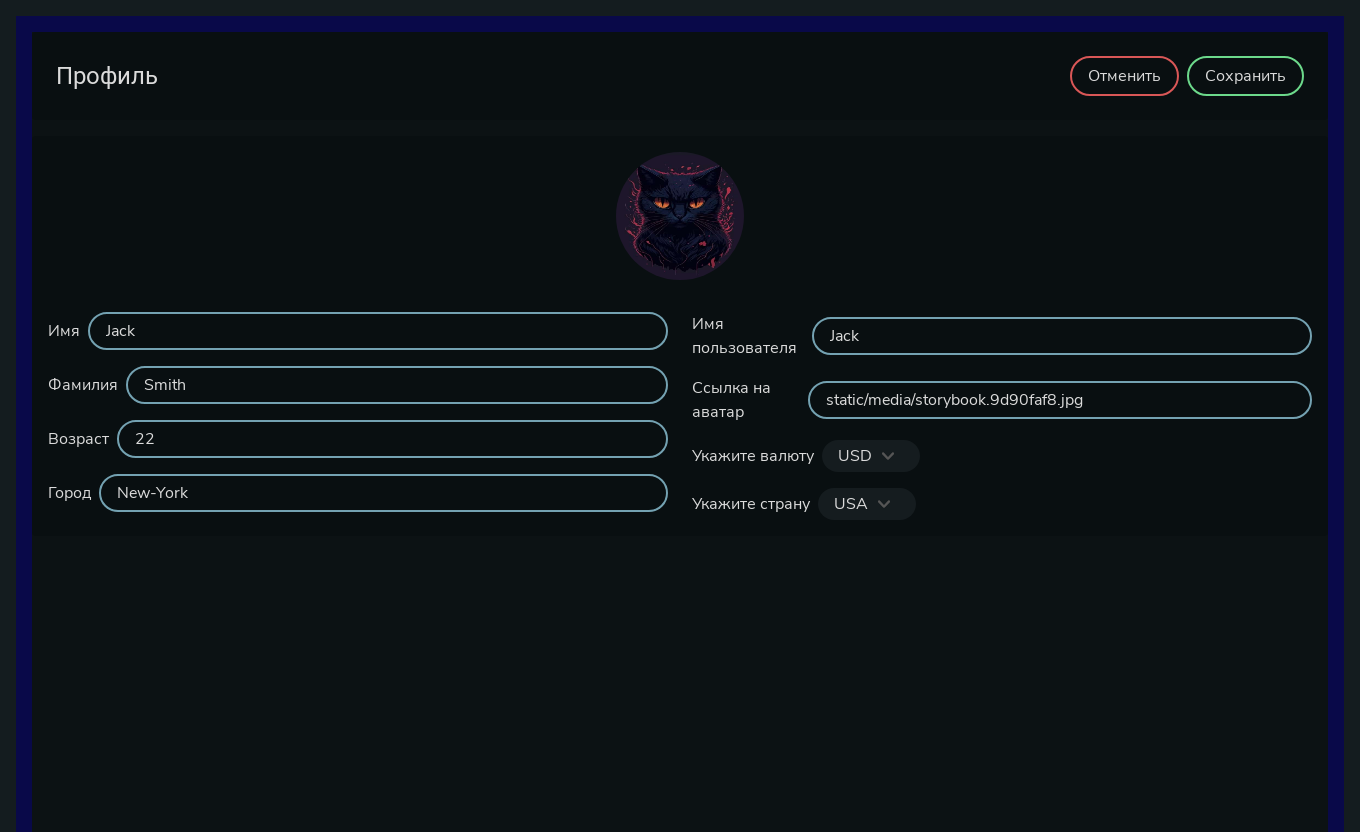 Профиль
Отменить
Сохранить
Имя
Jack
Фамилия
Smith
Возраст
22
Город
New-York
Имя
пользователя
Jack
Ссылка на
аватар
static/media/storybook.9d90faf8.jpg
Укажите валюту
USD
Укажите страну
USA